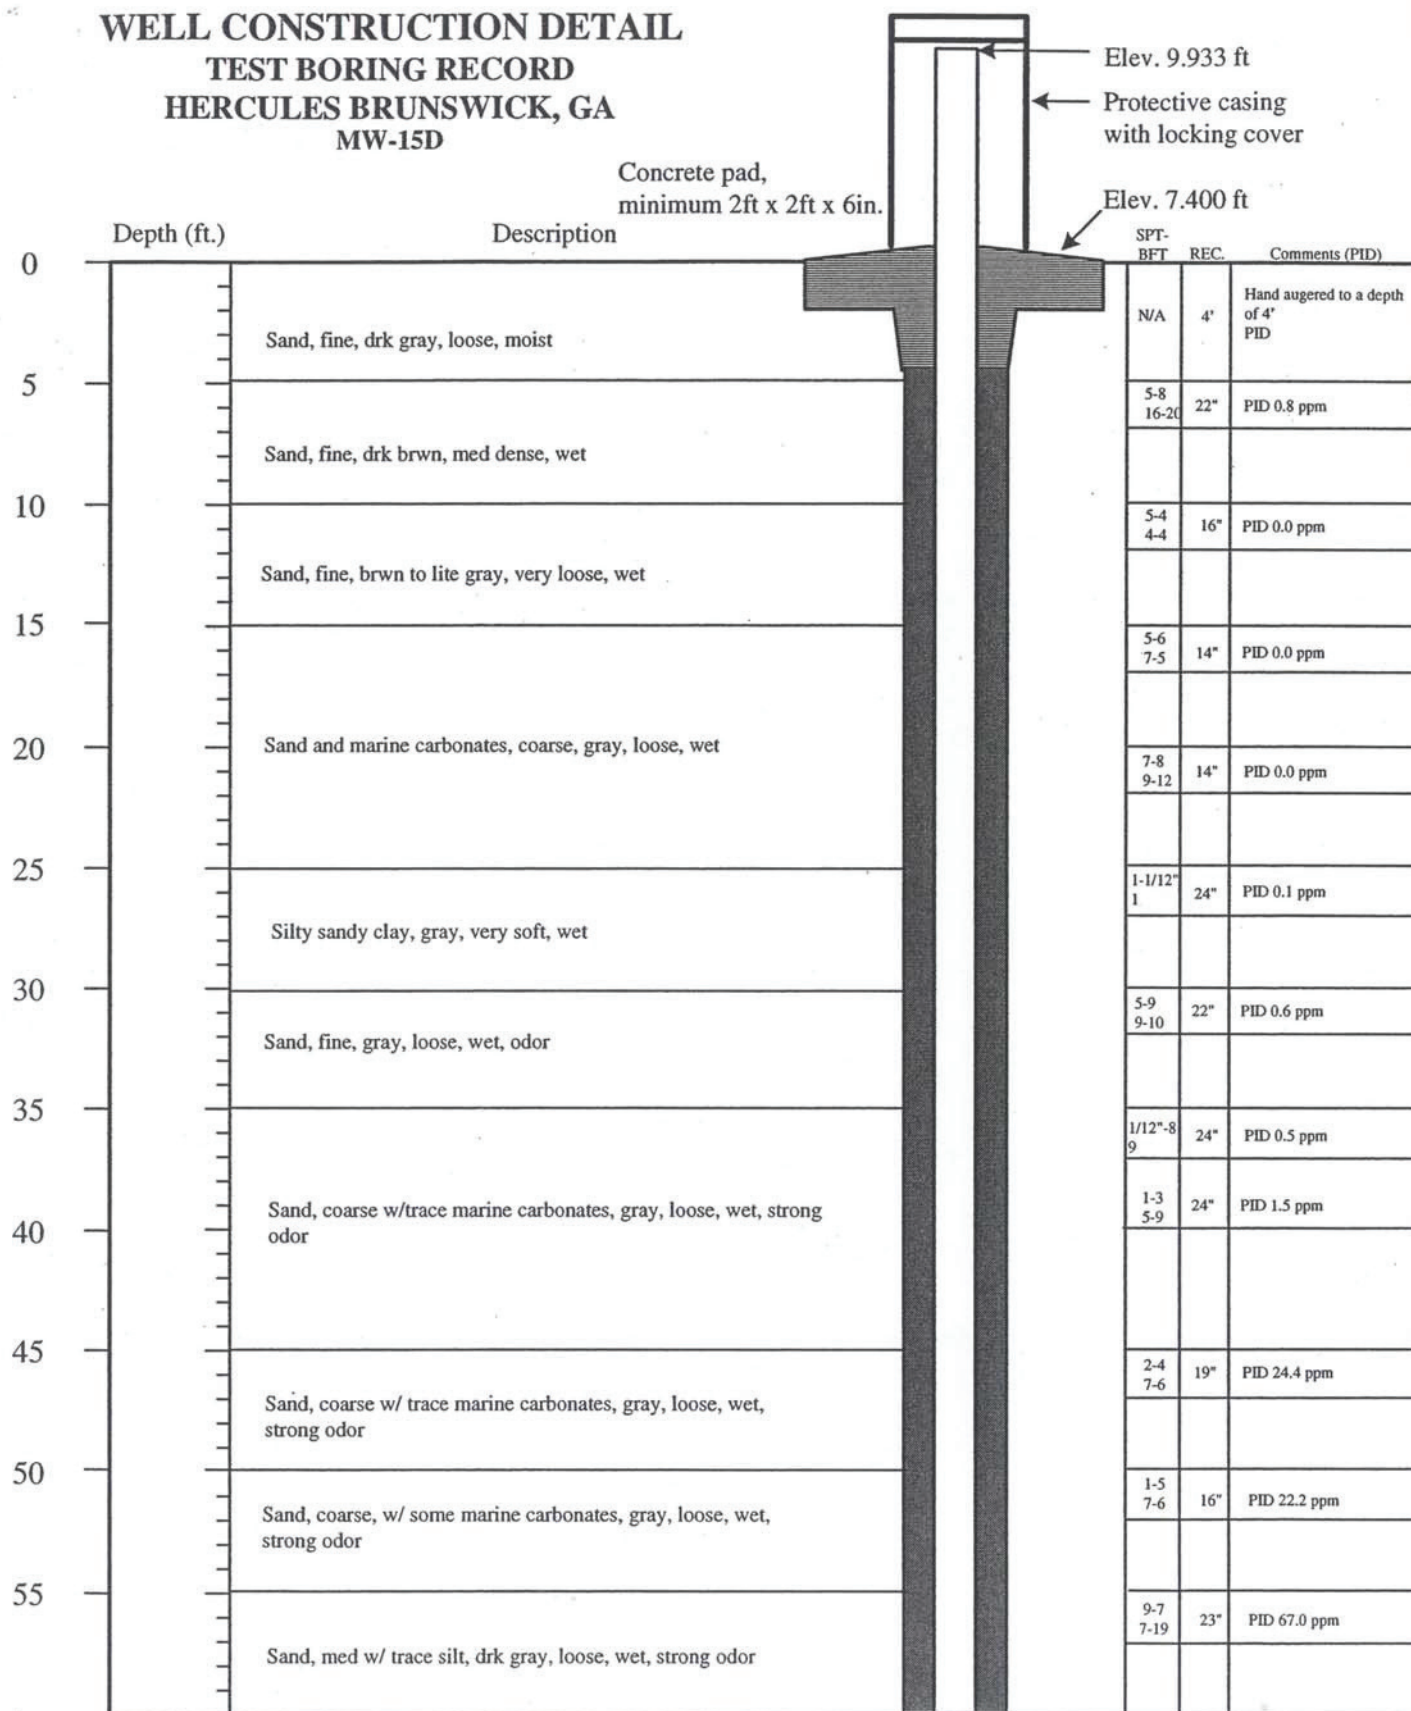 WELL CONSTRUCTION DETAIL
TEST BORING RECORD
HERCULES BRUNSWICK, GA
MW-15D
Elev. 9.933 ft
Protective casing
with locking cover
Concrete pad,
minimum 2ft x 2ft x 6in.
Elev. 7.400 ft
Depth (ft.) Description SPT-BFT REC. Comments (PID)
0
N/A 4' Hand augered to a depth
of 4'
PID
Sand, fine, drk gray, loose, moist
5
5-8
16-20 22" PID 0.8 ppm
Sand, fine, drk brwn, med dense, wet
10
5-4
4-4 16" PID 0.0 ppm
Sand, fine, brwn to lite gray, very loose, wet
15
5-6
7-5 14" PID 0.0 ppm
Sand and marine carbonates, coarse, gray, loose, wet
20
7-8
9-12 14" PID 0.0 ppm
25
1-1/12"
1 24" PID 0.1 ppm
Silty sandy clay, gray, very soft, wet
30
5-9
9-10 22" PID 0.6 ppm
Sand, fine, gray, loose, wet, odor
35
1/12"-8
9 24" PID 0.5 ppm
1-3
5-9 24" PID 1.5 ppm
Sand, coarse w/trace marine carbonates, gray, loose, wet, strong
odor
40
45
2-4
7-6 19" PID 24.4 ppm
Sand, coarse w/ trace marine carbonates, gray, loose, wet,
strong odor
50
1-5
7-6 16" PID 22.2 ppm
Sand, coarse, w/ some marine carbonates, gray, loose, wet,
strong odor
55
9-7
7-19 23" PID 67.0 ppm
Sand, med w/ trace silt, drk gray, loose, wet, strong odor